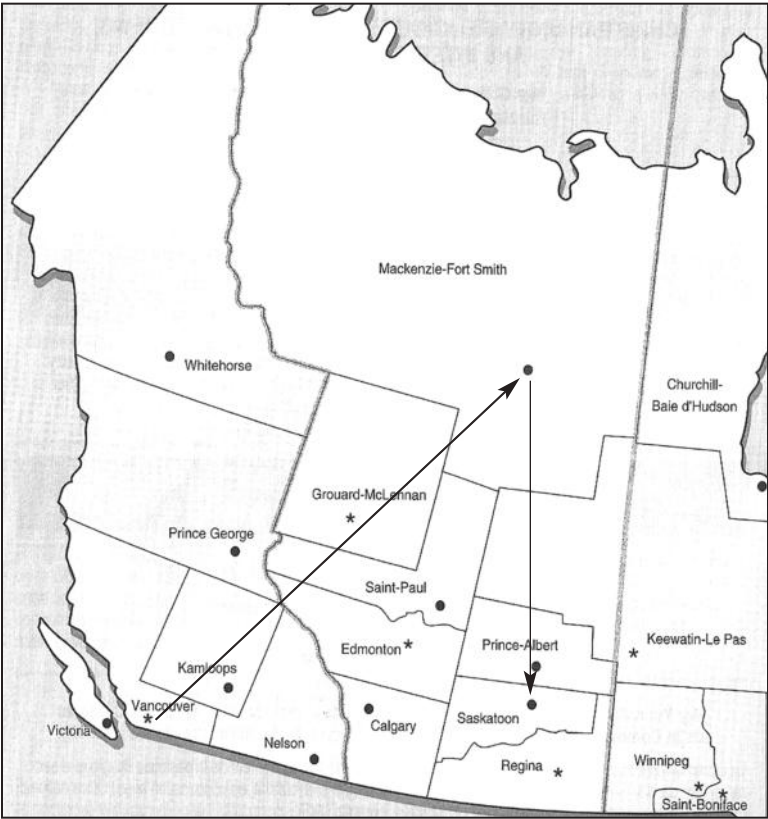 Mackenzie-Fort Smith
Whitehorse
Churchill-
Baie d'Hudson
Grouard-McLennan
Prince George
Saint-Paul
Keewatin-Le Pas
Prince-Albert
Edmonton
Kamloops
Vancouver
Saskatoon
Calgary
Victoria
Nelson
Winnipeg
Regina
Saint-Boniface